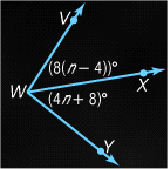 V
(8(n − 4))°
W
X
(4n + 8)°
Y